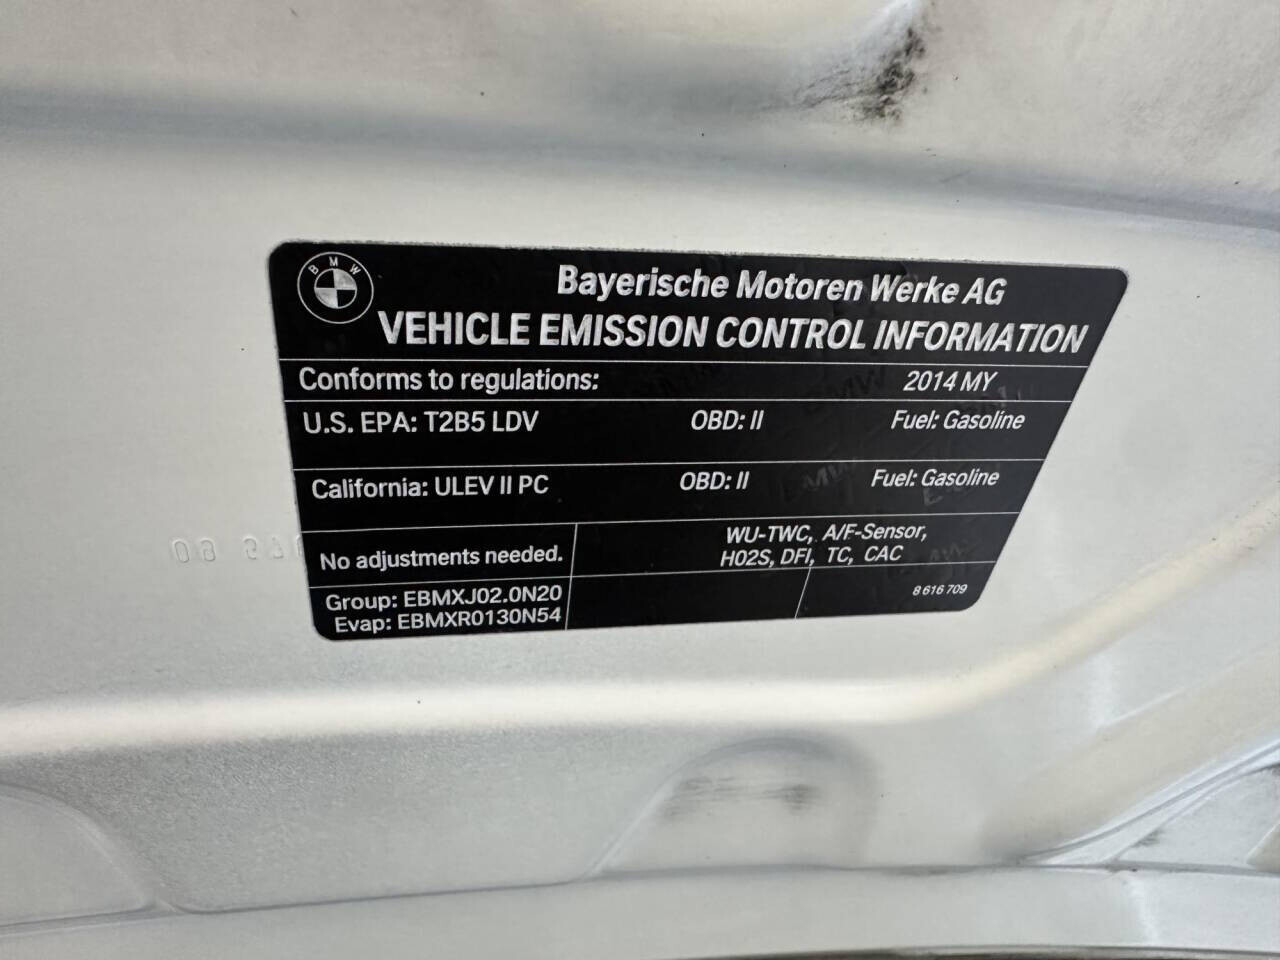 BMW
Bayerische Motoren Werke AG
VEHICLE EMISSION CONTROL INFORMATION
Conforms to regulations: 2014 MY
U.S. EPA: T2B5 LDV OBD: II Fuel: Gasoline
California: ULEV II PC OBD: II Fuel: Gasoline
No adjustments needed.
WU-TWC, A/F-Sensor,
H02S, DFI, TC, CAC
Group: EBMXJ02.0N20
Evap: EBMXR0130N54
8 616 709